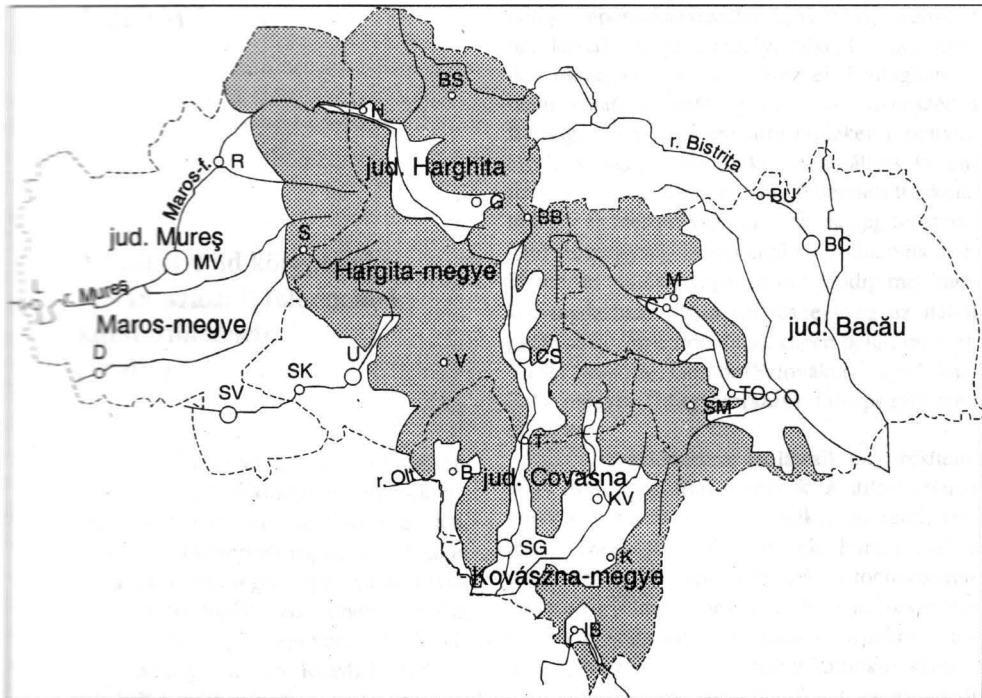 BS
H
R
Maros-f.
jud. Harghita
r. Bistrița
BU
G
BB
BC
jud. Mureş
MV
S
Hargita-megye
M
L
r. Mureş
C
Maros-megye
jud. Bacău
D
U
V
CS
SK
SV
SM
TO
O
T
r. Olt
B
jud. Covasna
KV
SG
K
Kovászna-megye
IB